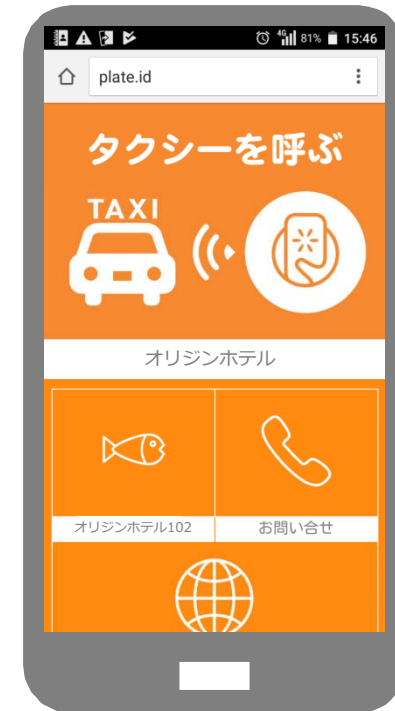 4G 81% 15:46
plate.id
タクシーを呼ぶ
TAXI
オリジンホテル
オリジンホテル102
お問い合せ